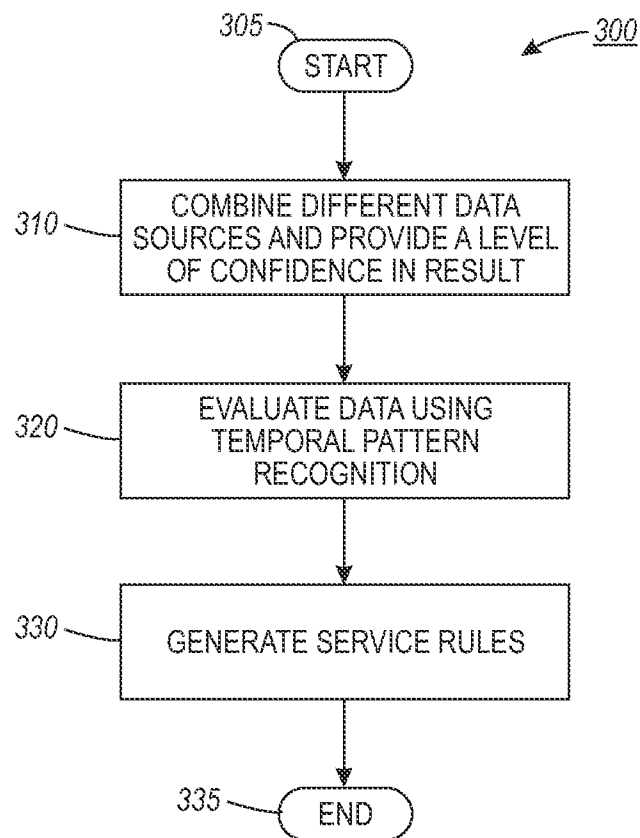 305
START
300
310
COMBINE DIFFERENT DATA
SOURCES AND PROVIDE A LEVEL
OF CONFIDENCE IN RESULT
320
EVALUATE DATA USING
TEMPORAL PATTERN
RECOGNITION
330
GENERATE SERVICE RULES
335
END